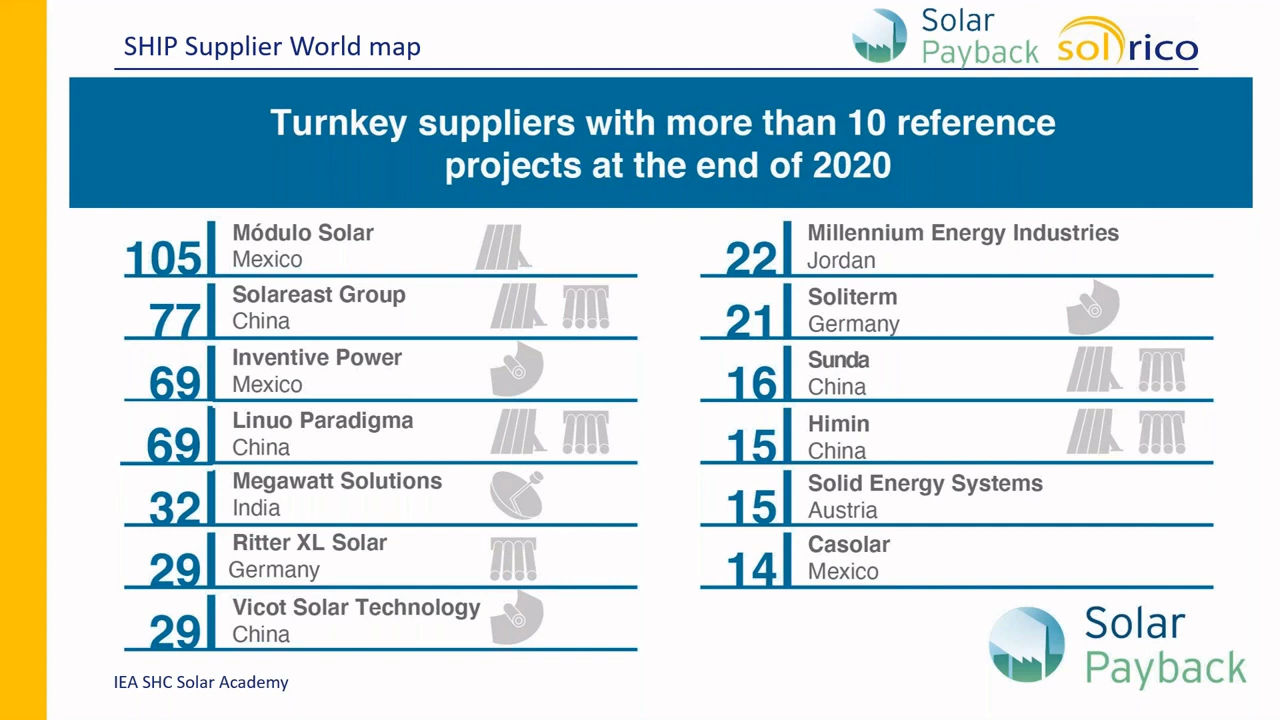 SHIP Supplier World map
Solar
Payback
solrico
Turnkey suppliers with more than 10 reference
projects at the end of 2020
105
Módulo Solar
Mexico
77
Solareast Group
China
69
Inventive Power
Mexico
69
Linuo Paradigma
China
32
Megawatt Solutions
India
29
Ritter XL Solar
Germany
29
Vicot Solar Technology
China
22
Millennium Energy Industries
Jordan
21
Soliterm
Germany
16
Sunda
China
15
Himin
China
15
Solid Energy Systems
Austria
14
Casolar
Mexico
Solar
Payback
IEA SHC Solar Academy